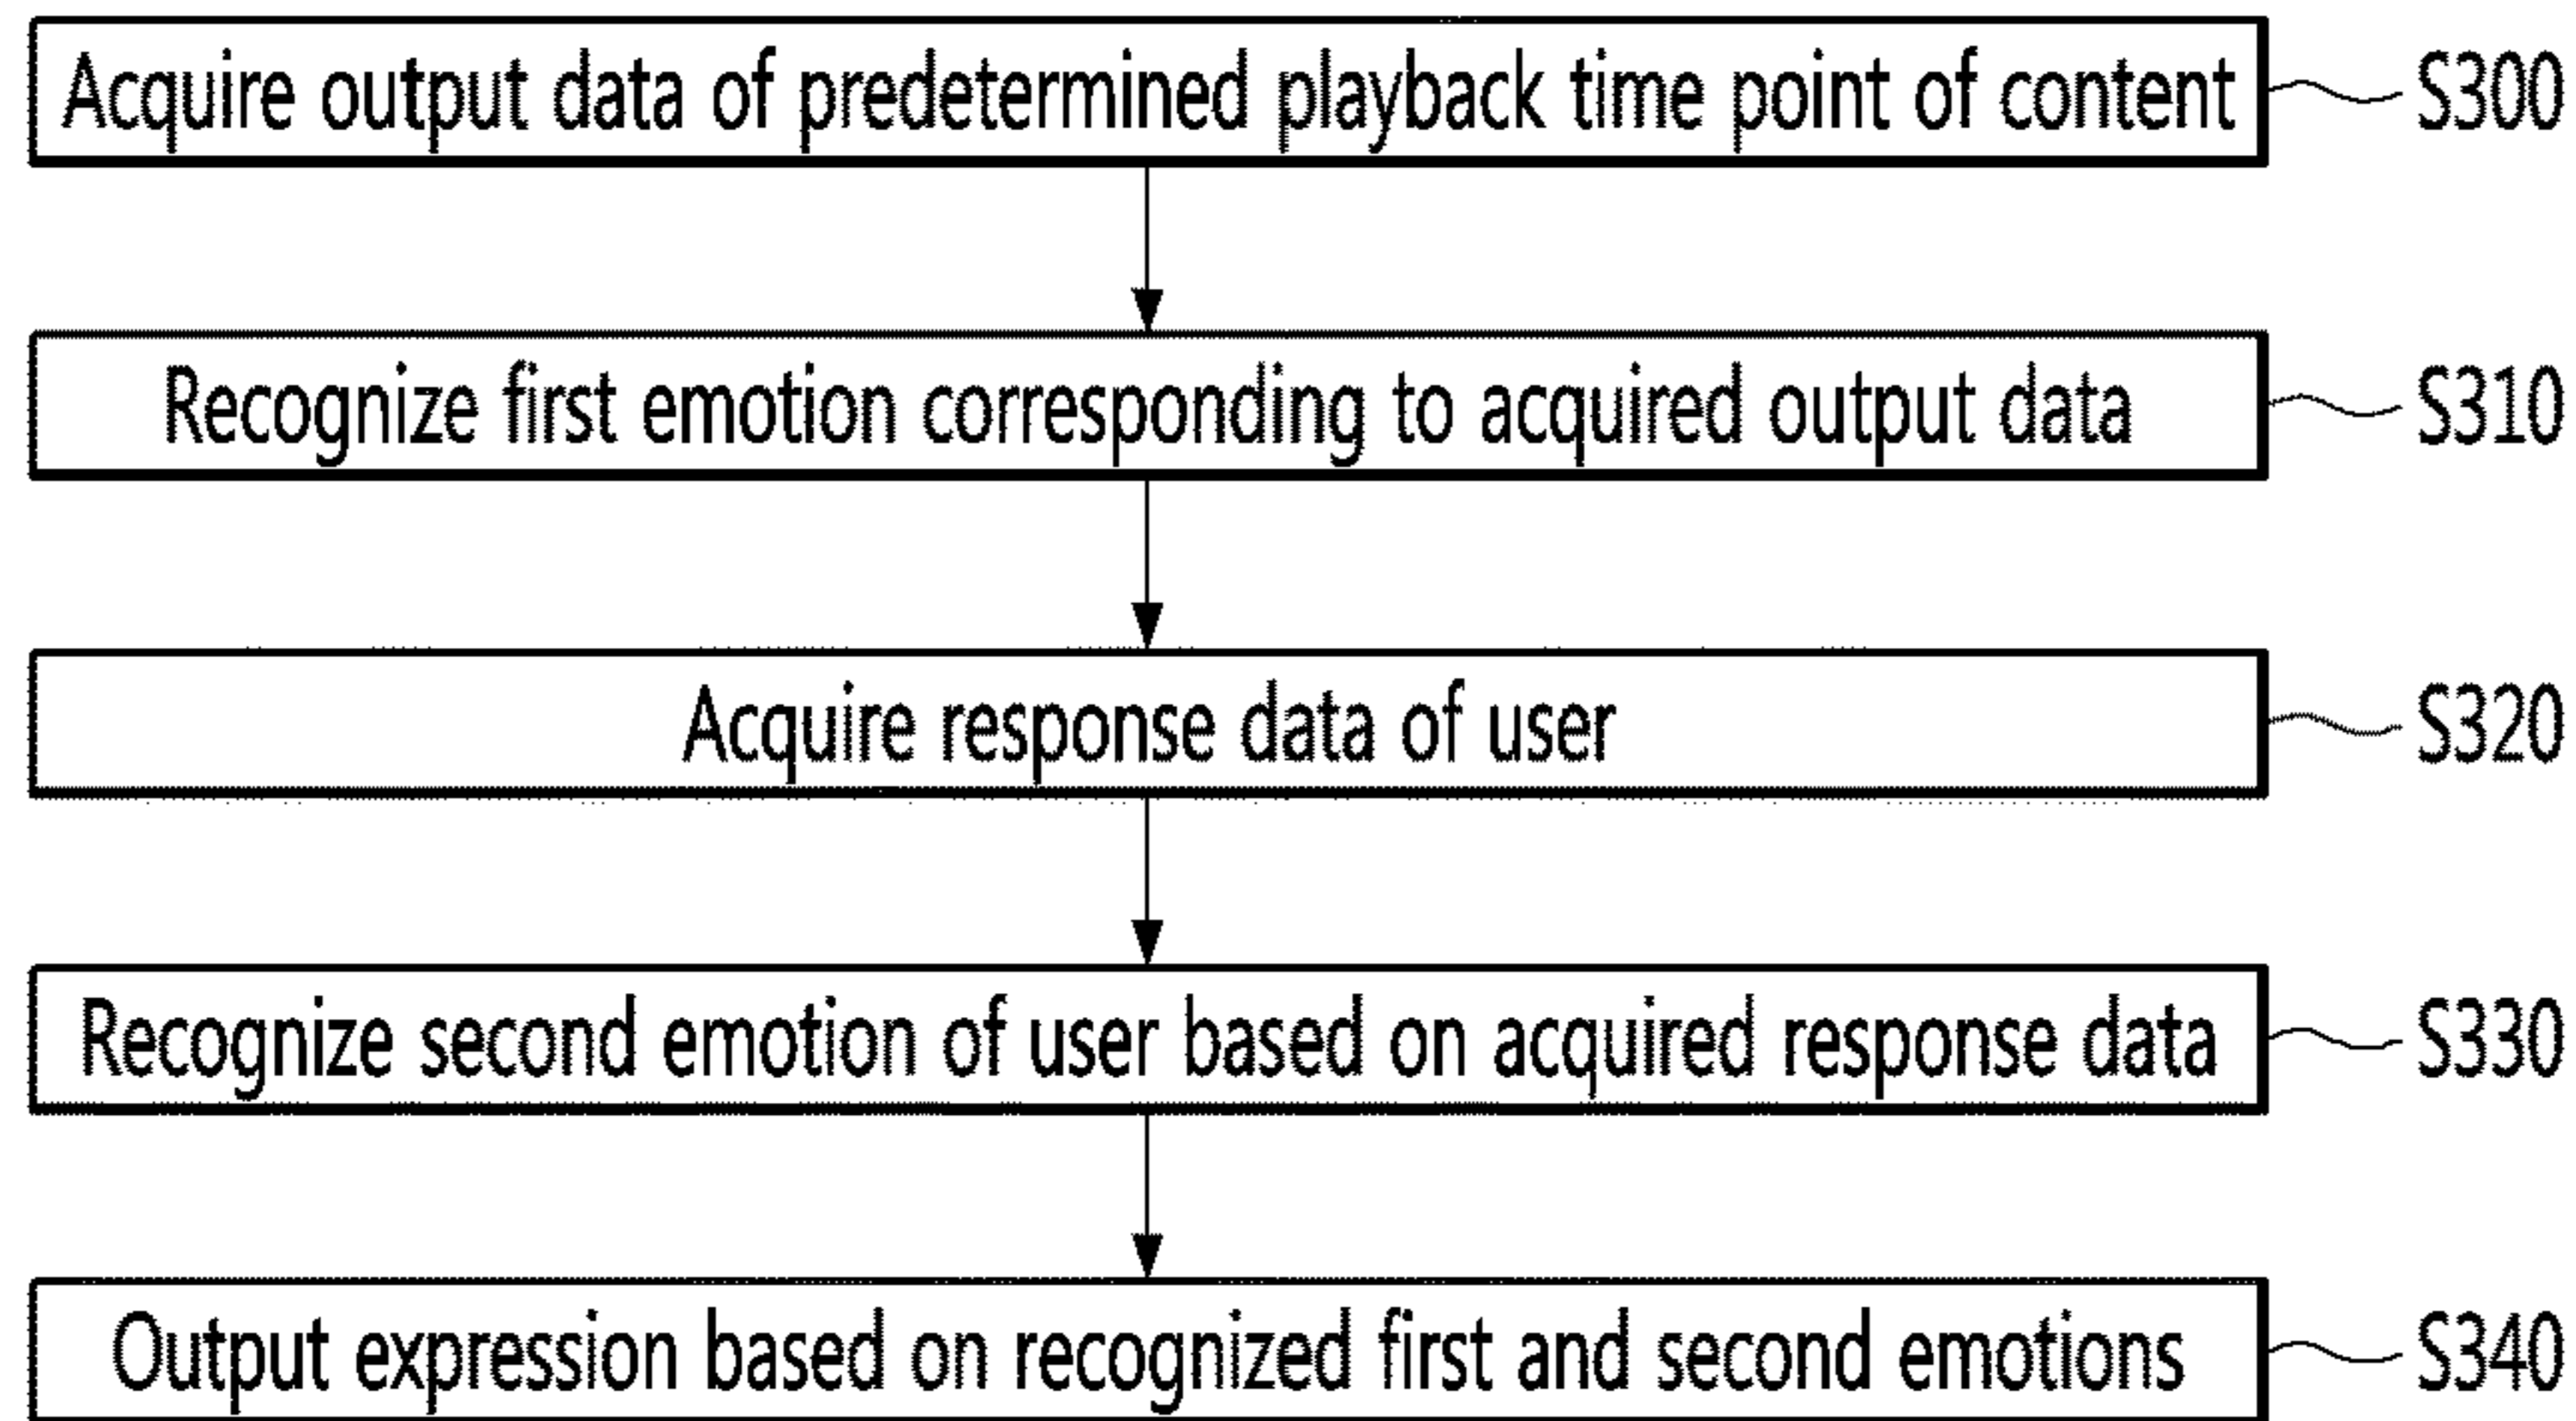 Acquire output data of predetermined playback time point of content S300
Recognize first emotion corresponding to acquired output data S310
Acquire response data of user S320
Recognize second emotion of user based on acquired response data S330
Output expression based on recognized first and second emotions S340